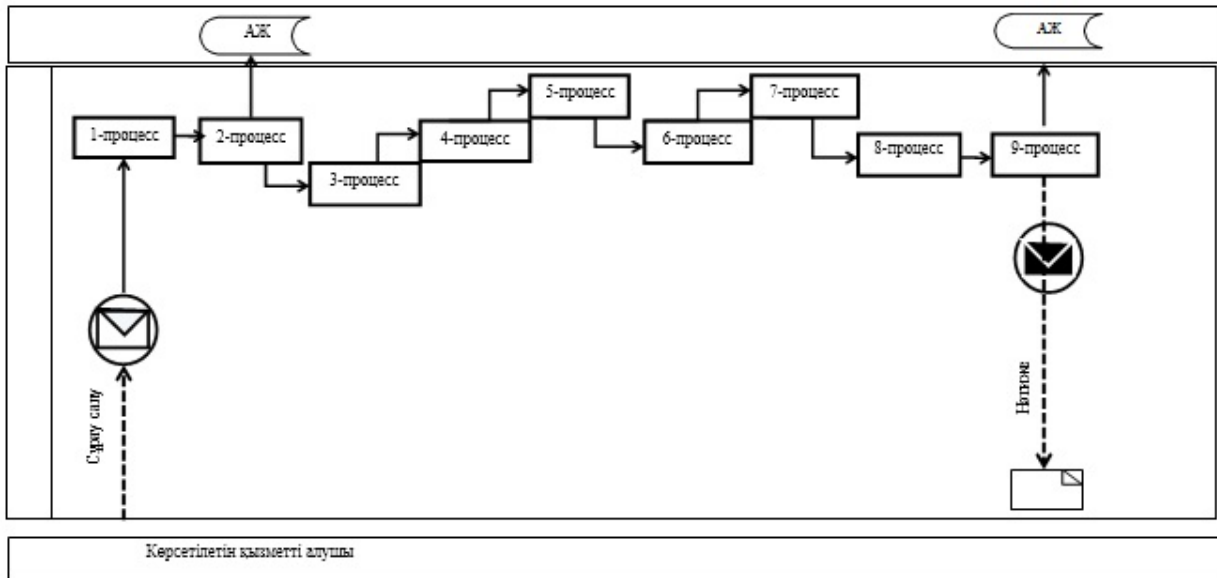 АЖ
АЖ
1-процесс
2-процесс
3-процесс
4-процесс
5-процесс
6-процесс
7-процесс
8-процесс
9-процесс
Сұрау салу
Нәтиже
Көрсетілетін қызметті алушы